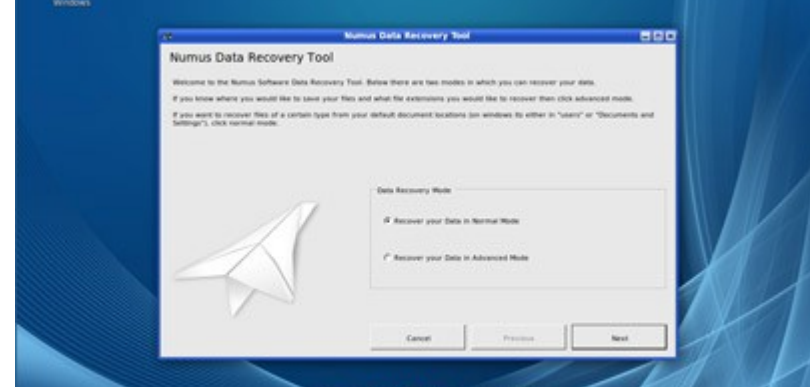 Windows
Numus Data Recovery Tool
Numus Data Recovery Tool
Welcome to the Numus Software Data Recovery Tool. Below there are two modes in which you can recover your data.
If you know where you would like to save your files and what file extensions you would like to recover then click advanced mode.
If you want to recover files of a certain type from your default document locations (on windows its either in "users" or "Documents and
Settings"), click normal mode.
Data Recovery Mode
Recover your Data in Normal Mode
Recover your Data in Advanced Mode
Cancel
Previous
Next